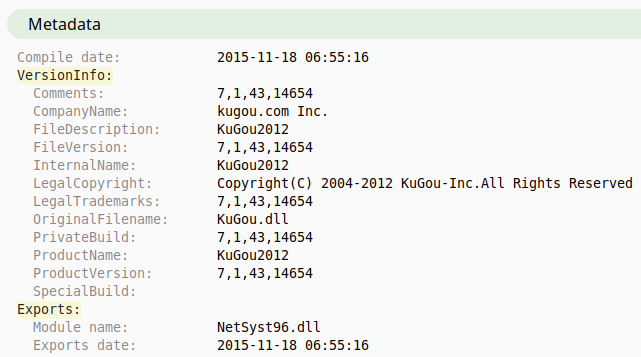 Metadata
Compile date: 2015-11-18 06:55:16
VersionInfo:
Comments: 7,1,43,14654
CompanyName: kugou.com Inc.
FileDescription: KuGou2012
FileVersion: 7,1,43,14654
InternalName: KuGou2012
LegalCopyright: Copyright(C) 2004-2012 KuGou-Inc.All Rights Reserved
LegalTrademarks: 7,1,43,14654
OriginalFilename: KuGou.dll
PrivateBuild: 7,1,43,14654
ProductName: KuGou2012
ProductVersion: 7,1,43,14654
SpecialBuild:
Exports:
Module name: NetSyst96.dll
Exports date: 2015-11-18 06:55:16